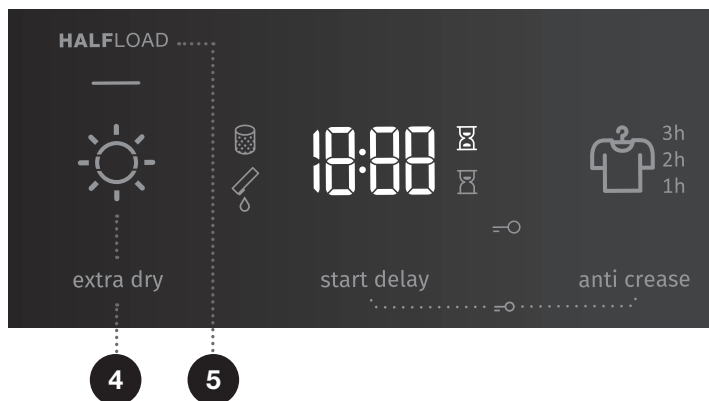 HALFLOAD
18:88
3h
2h
1h
extra dry
start delay
anti crease
4
5